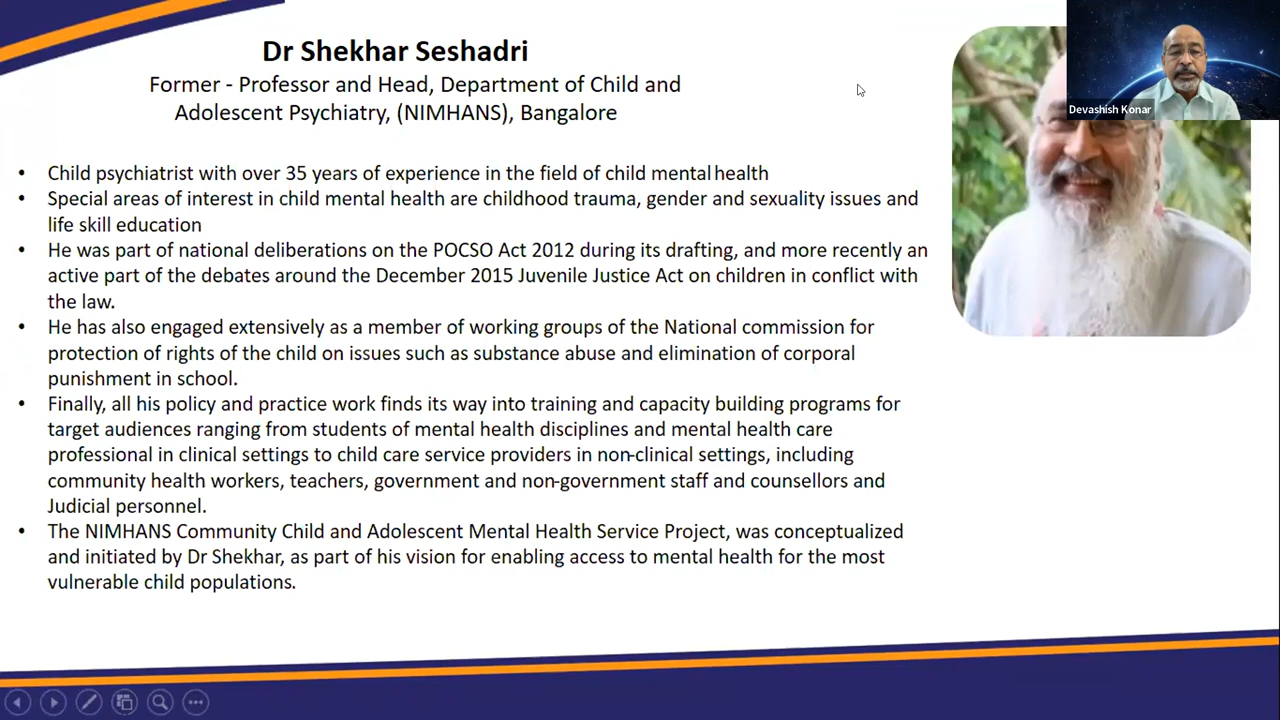 Dr Shekhar Seshadri
Former - Professor and Head, Department of Child and
Adolescent Psychiatry, (NIMHANS), Bangalore
Devashish Konar
• Child psychiatrist with over 35 years of experience in the field of child mental health
• Special areas of interest in child mental health are childhood trauma, gender and sexuality issues and
life skill education
• He was part of national deliberations on the POCSO Act 2012 during its drafting, and more recently an
active part of the debates around the December 2015 Juvenile Justice Act on children in conflict with
the law.
• He has also engaged extensively as a member of working groups of the National commission for
protection of rights of the child on issues such as substance abuse and elimination of corporal
punishment in school.
• Finally, all his policy and practice work finds its way into training and capacity building programs for
target audiences ranging from students of mental health disciplines and mental health care
professional in clinical settings to child care service providers in non-clinical settings, including
community health workers, teachers, government and non-government staff and counsellors and
Judicial personnel.
• The NIMHANS Community Child and Adolescent Mental Health Service Project, was conceptualized
and initiated by Dr Shekhar, as part of his vision for enabling access to mental health for the most
vulnerable child populations.